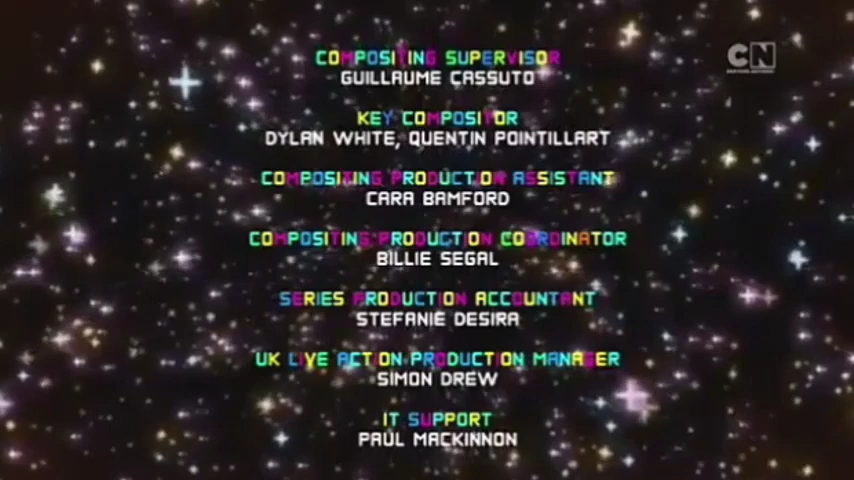 CN
COMPOSITING SUPERVISOR
GUILLAUME CASSUTO
KEY COMPOSITOR
DYLAN WHITE, QUENTIN POINTILLART
COMPOSITING PRODUCTION ASSISTANT
CARA BAMFORD
COMPOSITING PRODUCTION COORDINATOR
BILLIE SEGAL
SERIES PRODUCTION ACCOUNTANT
STEFANIE DESIRA
UK LIVE ACTION PRODUCTION MANAGER
SIMON DREW
IT SUPPORT
PAUL MACKINNON